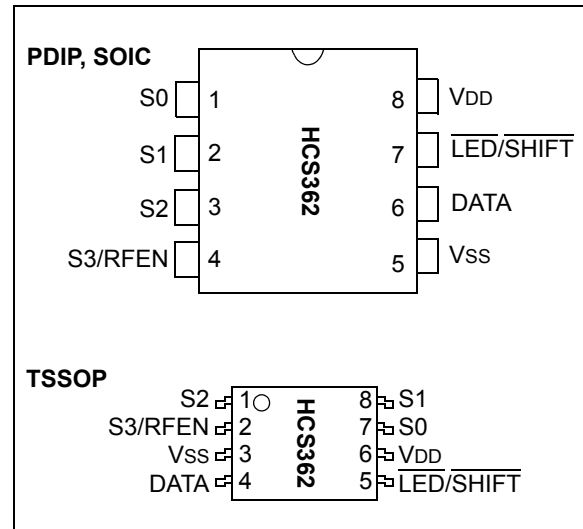 PDIP, SOIC
S0 1 8 VDD
S1 2 7 LED/SHIFT
S2 3 6 DATA
S3/RFEN 4 5 VSS
HCS362
TSSOP
S2 1 8 S1
S3/RFEN 2 7 S0
VSS 3 6 VDD
DATA 4 5 LED/SHIFT
HCS362